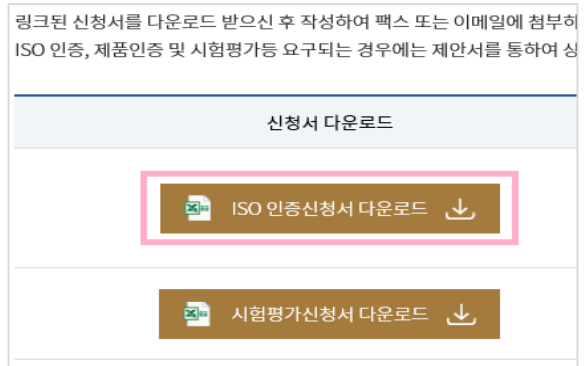 링크된 신청서를 다운로드 받으신 후 작성하여 팩스 또는 이메일에 첨부하
ISO 인증, 제품인증 및 시험평가등 요구되는 경우에는 제안서를 통하여 상
신청서 다운로드
ISO 인증신청서 다운로드
시험평가신청서 다운로드